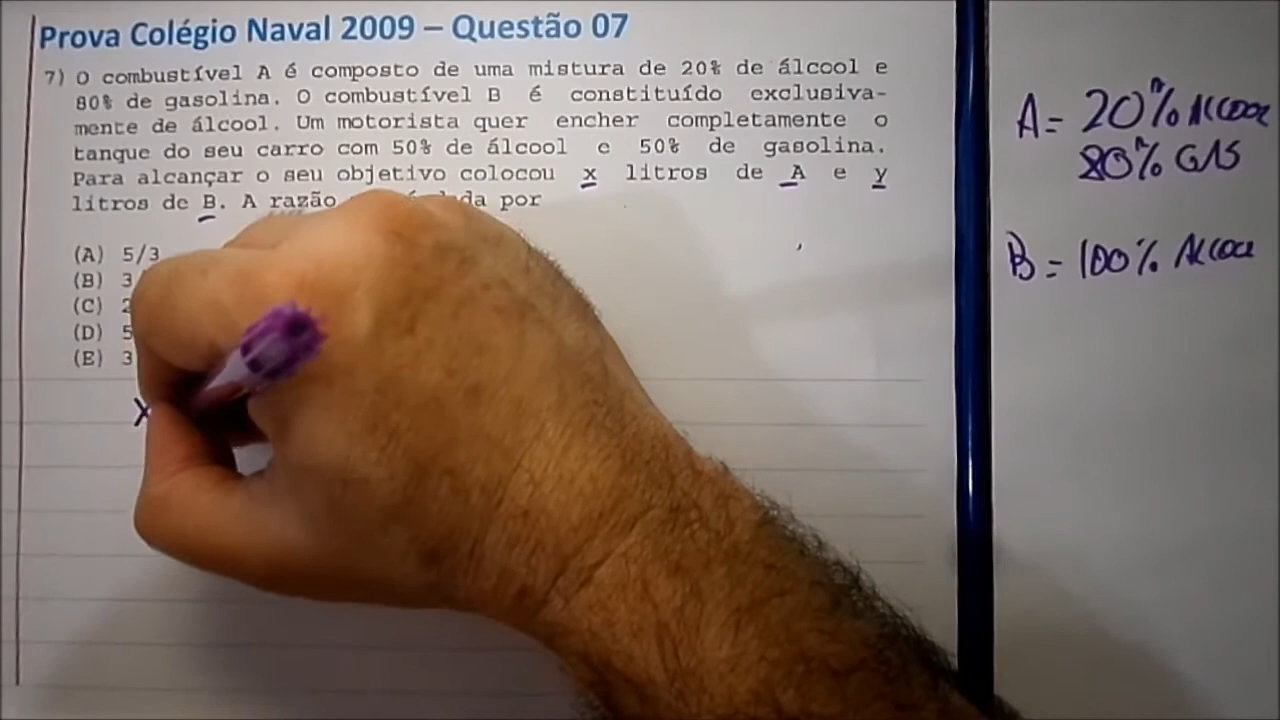 Prova Colégio Naval 2009 – Questão 07
7) O combustível A é composto de uma mistura de 20% de álcool e
80% de gasolina. O combustível B é constituído exclusiva-
mente de álcool. Um motorista quer encher completamente o
tanque do seu carro com 50% de álcool e 50% de gasolina.
Para alcançar o seu objetivo colocou x litros de A e y
litros de B. A razão da por
(A) 5/3
(B) 3
(C) 2
(D) 5
(E) 3
X
A = 20% ALCOOL
80% GAS
B = 100% ALCOOL